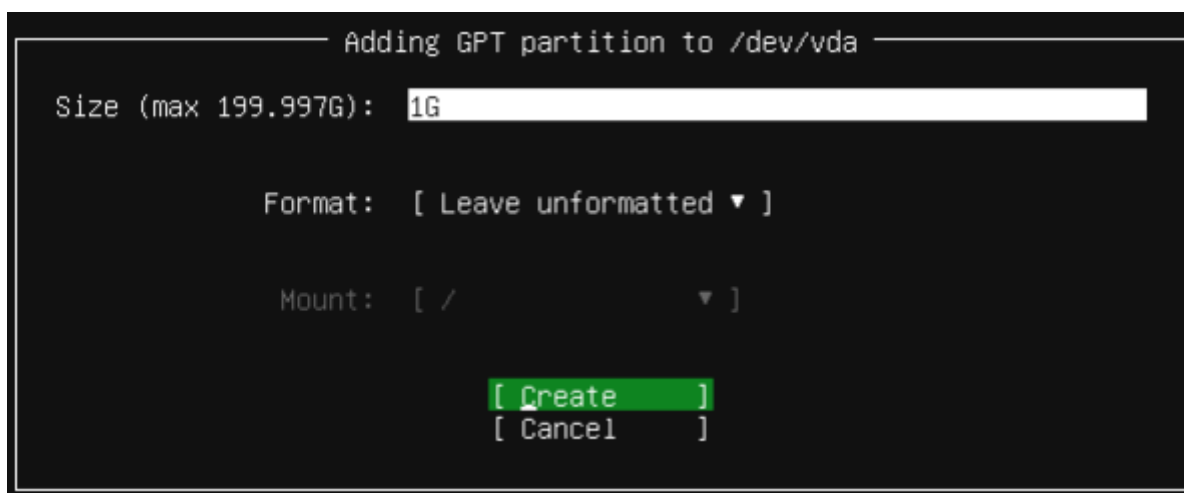 Adding GPT partition to /dev/vda
Size (max 199.997G): 1G
Format: [ Leave unformatted ▾ ]
Mount: [ / ▾ ]
[ Create ]
[ Cancel ]